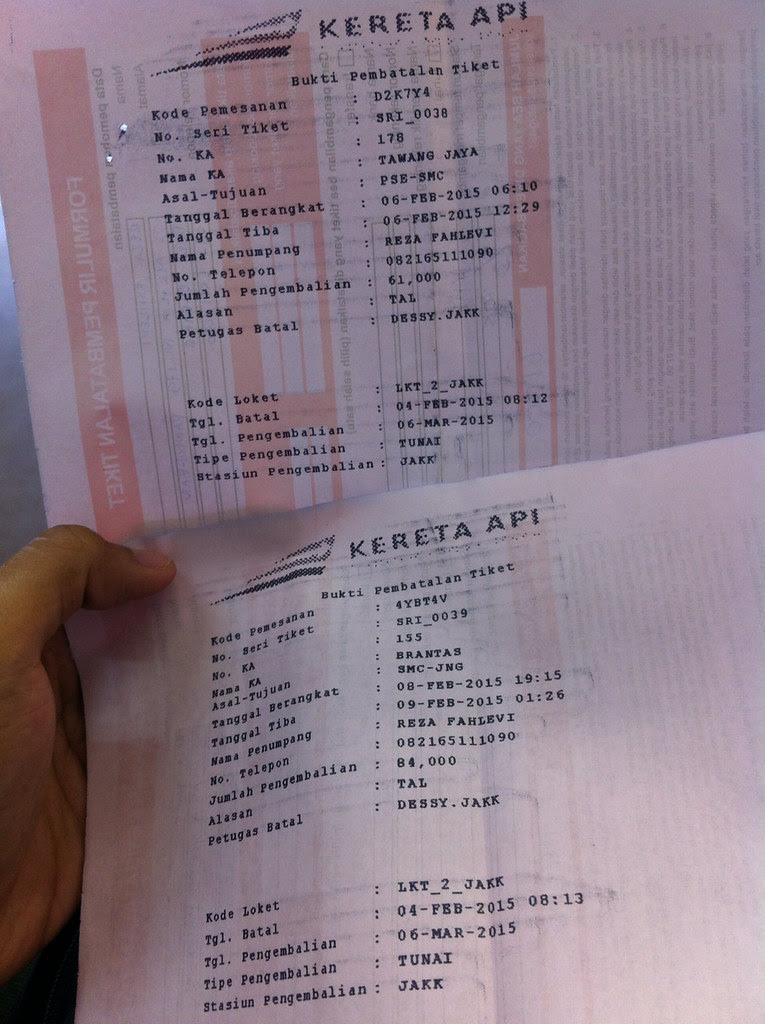 KERETA API
Bukti Pembatalan Tiket
Kode Pemesanan : D2K7Y4
No. Seri Tiket : SRI_0038
No. KA : 178
Nama KA : TAWANG JAYA
Asal-Tujuan : PSE-SMC
Tanggal Berangkat : 06-FEB-2015 06:10
Tanggal Tiba : 06-FEB-2015 12:29
Nama Penumpang : REZA FAHLEVI
No. Telepon : 082165111090
Jumlah Pengembalian : 61,000
Alasan : TAL
Petugas Batal : DESSY.JAKK
Kode Loket : LKT_2_JAKK
Tgl. Batal : 04-FEB-2015 08:12
Tgl. Pengembalian : 06-MAR-2015
Tipe Pengembalian : TUNAI
Stasiun Pengembalian : JAKK
FORMULIR PEMBATALAN TIKET
Data pemohon pembatalan
Nama
Alamat
KERETA API
Bukti Pembatalan Tiket
Kode Pemesanan : 4YBT4V
No. Seri Tiket : SRI_0039
No. KA : 155
Nama KA : BRANTAS
Asal-Tujuan : SMC-JNG
Tanggal Berangkat : 08-FEB-2015 19:15
Tanggal Tiba : 09-FEB-2015 01:26
Nama Penumpang : REZA FAHLEVI
No. Telepon : 082165111090
Jumlah Pengembalian : 84,000
Alasan : TAL
Petugas Batal : DESSY.JAKK
Kode Loket : LKT_2_JAKK
Tgl. Batal : 04-FEB-2015 08:13
Tgl. Pengembalian : 06-MAR-2015
Tipe Pengembalian : TUNAI
Stasiun Pengembalian : JAKK